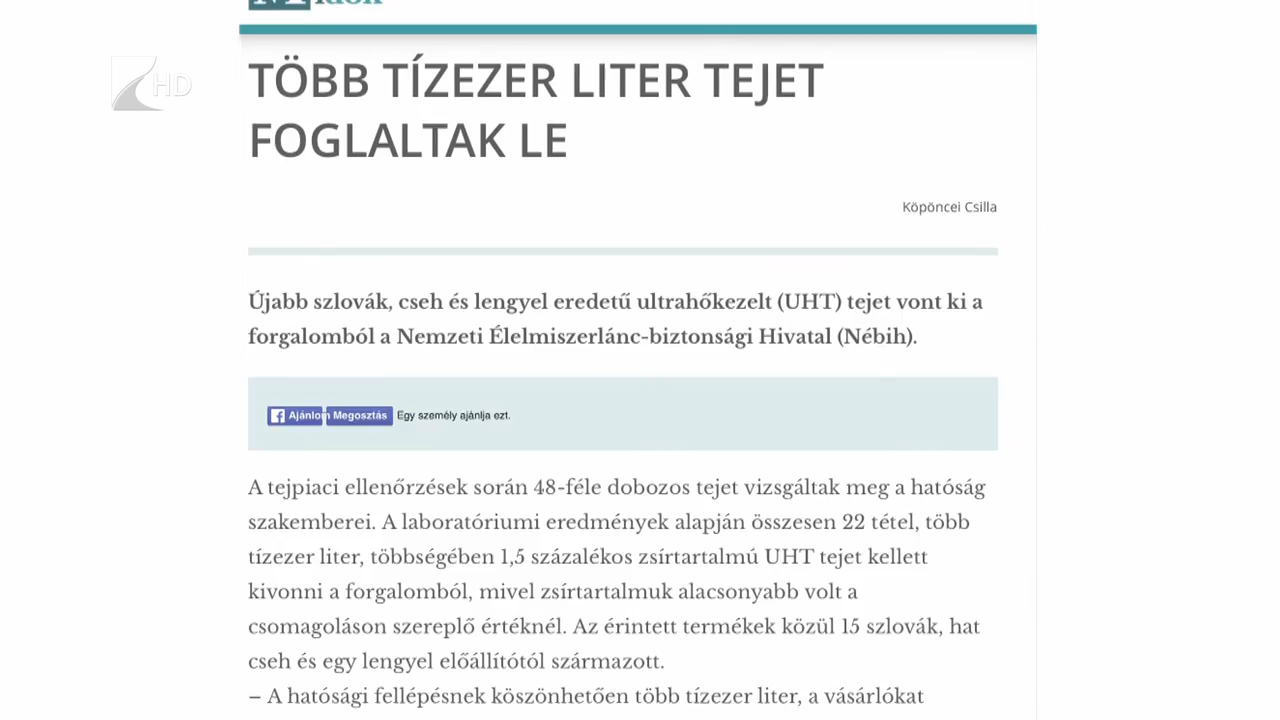 HD
TÖBB TÍZEZER LITER TEJET
FOGLALTAK LE
Köpöncei Csilla
Újabb szlovák, cseh és lengyel eredetű ultrahőkezelt (UHT) tejet vont ki a
forgalomból a Nemzeti Élelmiszerlánc-biztonsági Hivatal (Nébih).
Ajánlom Megosztás Egy személy ajánlja ezt.
A tejpiaci ellenőrzések során 48-féle dobozos tejet vizsgáltak meg a hatóság
szakemberei. A laboratóriumi eredmények alapján összesen 22 tétel, több
tízezer liter, többségében 1,5 százalékos zsírtartalmú UHT tejet kellett
kivonni a forgalomból, mivel zsírtartalmuk alacsonyabb volt a
csomagoláson szereplő értéknél. Az érintett termékek közül 15 szlovák, hat
cseh és egy lengyel előállítótól származott.
– A hatósági fellépésnek köszönhetően több tízezer liter, a vásárlókat